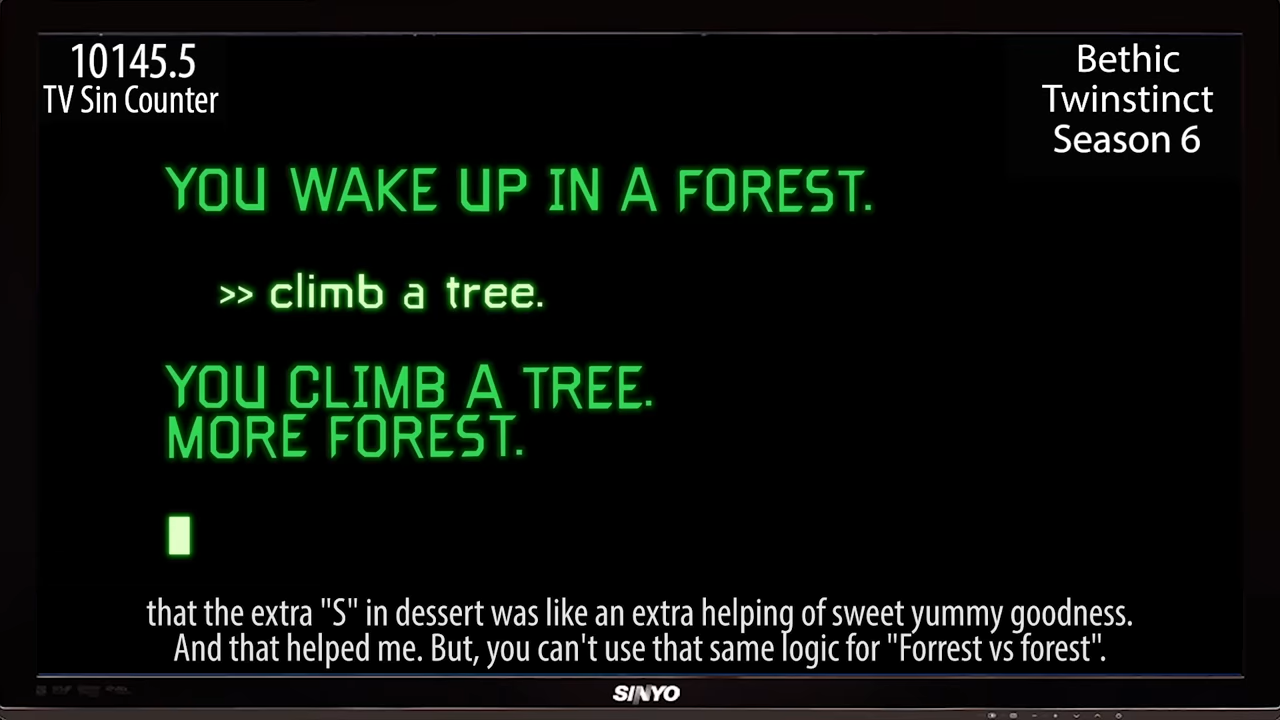 10145.5
TV Sin Counter
Bethic
Twinstinct
Season 6
YOU WAKE UP IN A FOREST.
>> climb a tree.
YOU CLIMB A TREE.
MORE FOREST.
that the extra "S" in dessert was like an extra helping of sweet yummy goodness.
And that helped me. But, you can't use that same logic for "Forrest vs forest".
SINYO